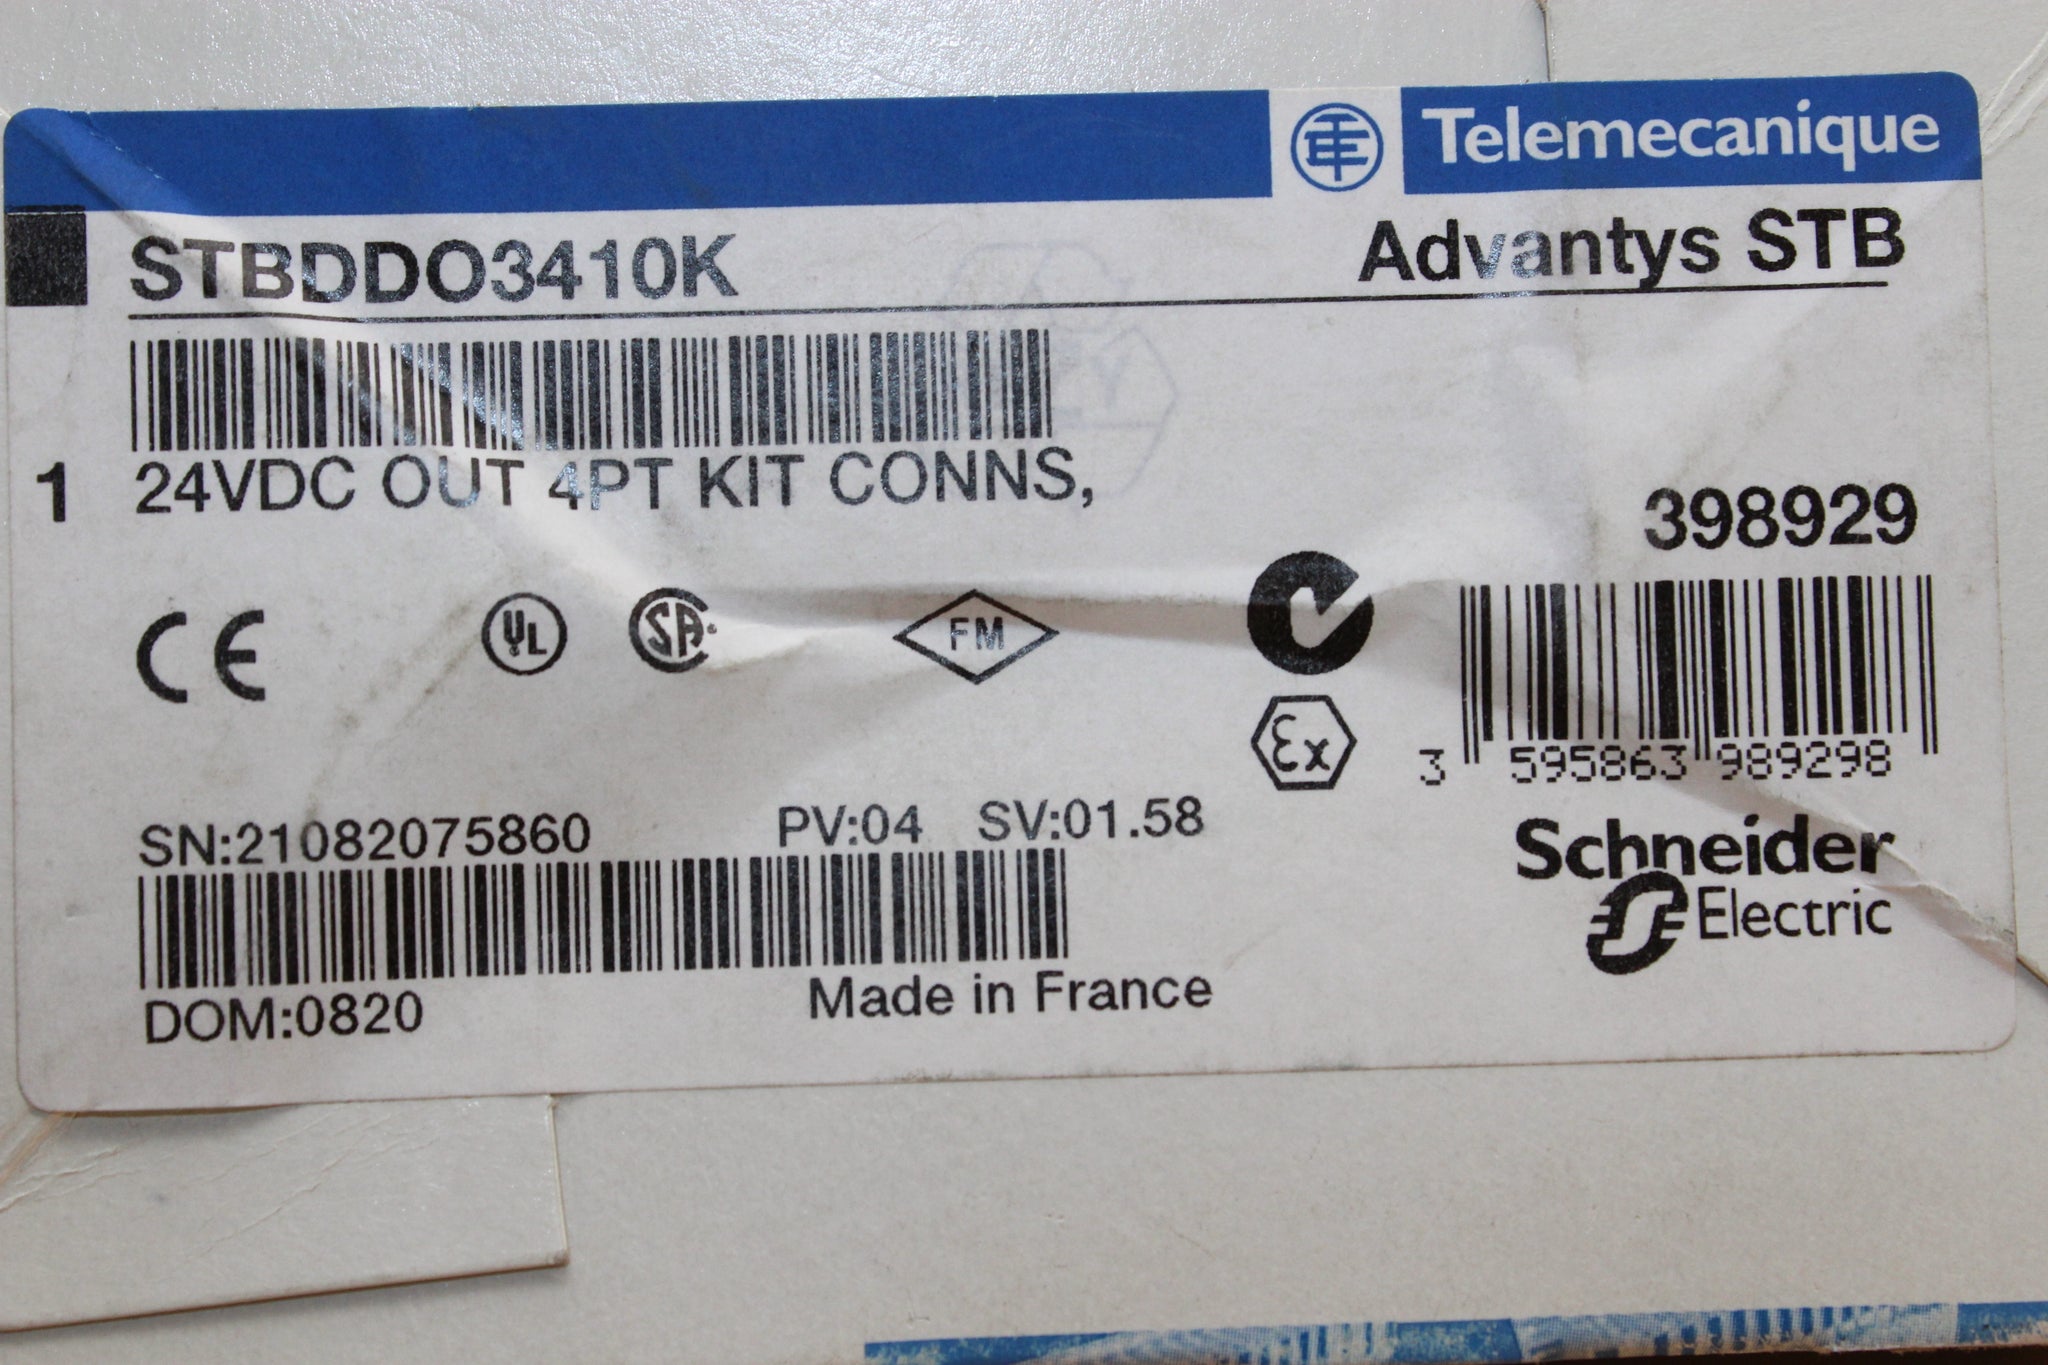 Telemecanique
STBDDO3410K
Advantys STB
1 24VDC OUT 4PT KIT CONNS,
398929
CE UL SA FM
Ex
3 595863 989298
SN:21082075860 PV:04 SV:01.58
Schneider
Electric
DOM:0820
Made in France